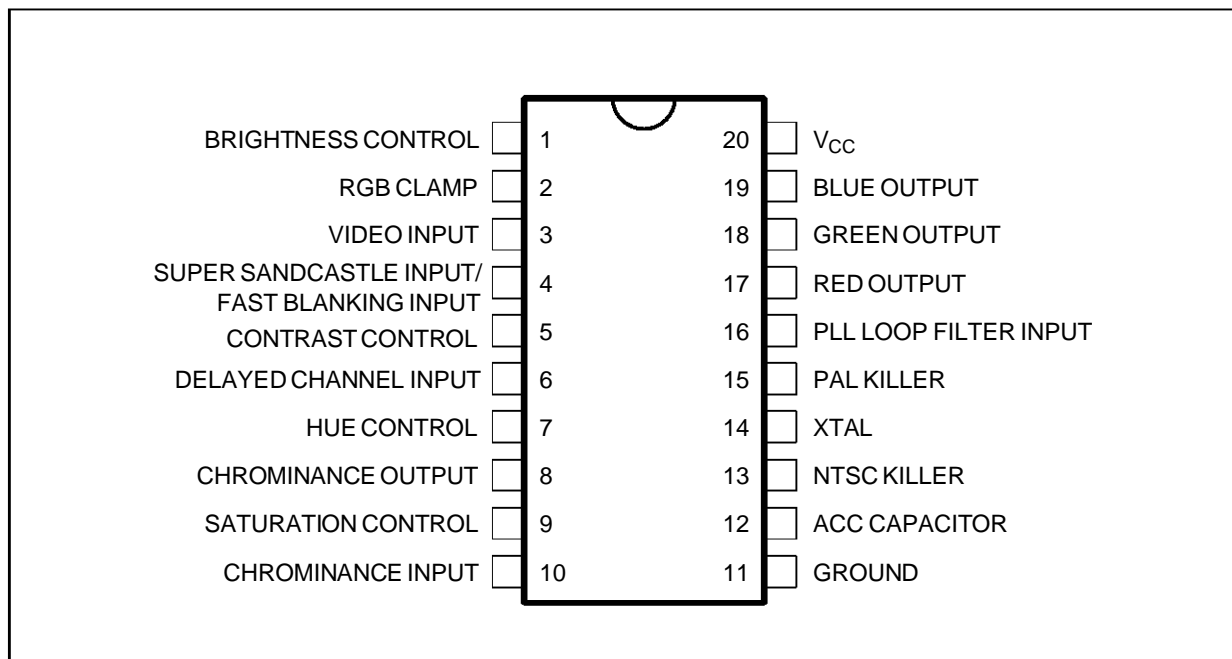 BRIGHTNESS CONTROL 1 20 VCC
RGB CLAMP 2 19 BLUE OUTPUT
VIDEO INPUT 3 18 GREEN OUTPUT
SUPER SANDCASTLE INPUT/
FAST BLANKING INPUT 4 17 RED OUTPUT
CONTRAST CONTROL 5 16 PLL LOOP FILTER INPUT
DELAYED CHANNEL INPUT 6 15 PAL KILLER
HUE CONTROL 7 14 XTAL
CHROMINANCE OUTPUT 8 13 NTSC KILLER
SATURATION CONTROL 9 12 ACC CAPACITOR
CHROMINANCE INPUT 10 11 GROUND